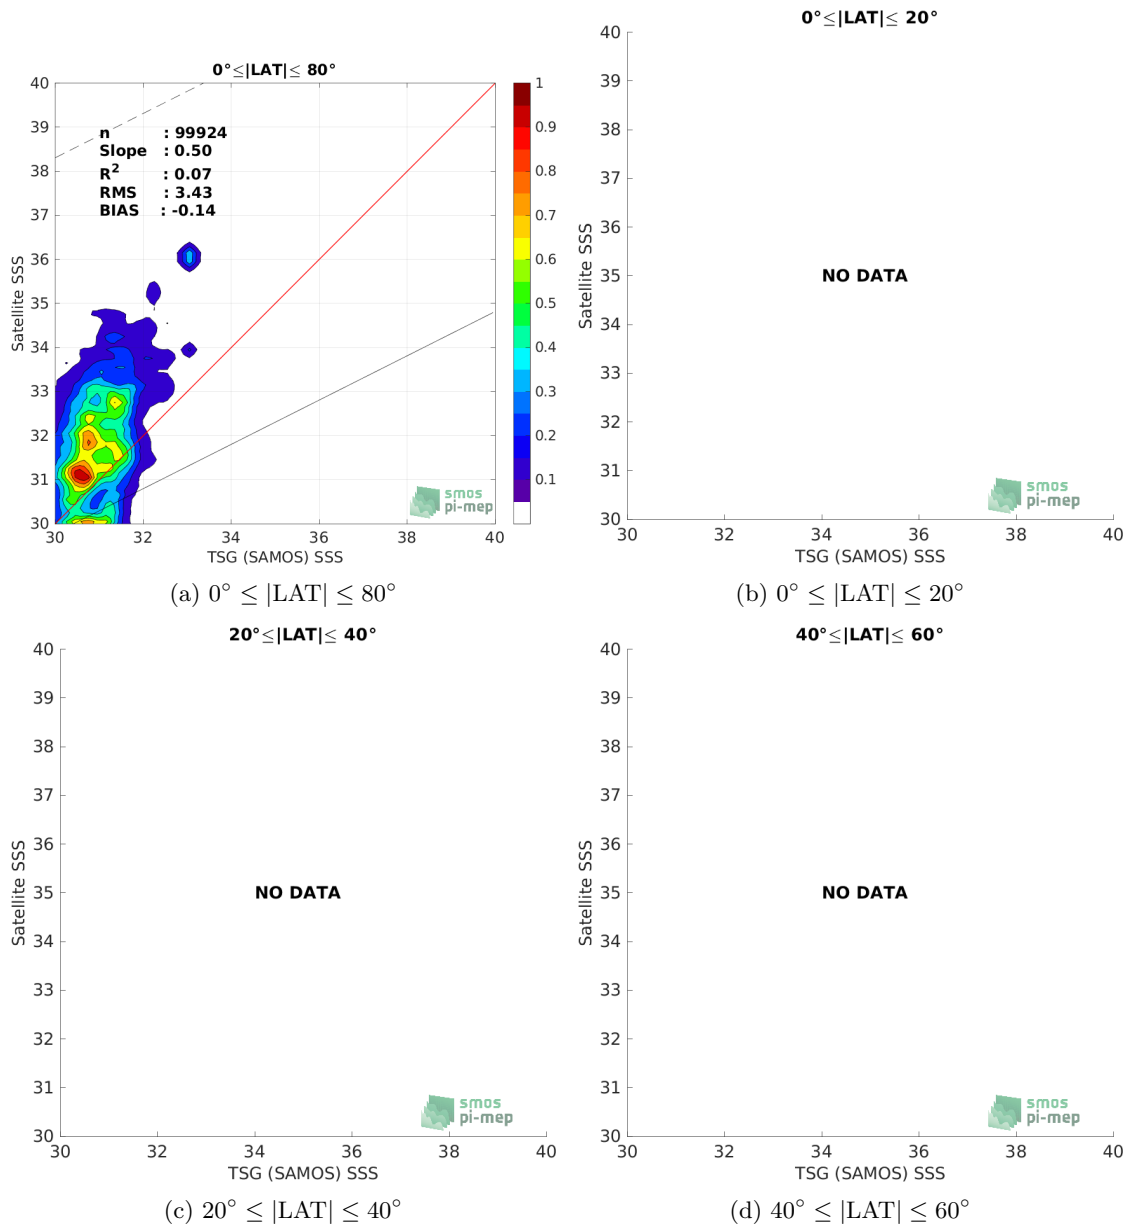 0°≤|LAT|≤ 80°
40
39
38
37
36
35
34
33
32
31
30
Satellite SSS
n : 99924
Slope : 0.50
R² : 0.07
RMS : 3.43
BIAS : -0.14
smos
pi-mep
30 32 34 36 38 40
TSG (SAMOS) SSS
1
0.9
0.8
0.7
0.6
0.5
0.4
0.3
0.2
0.1
(a) 0° ≤ |LAT| ≤ 80°
0°≤|LAT|≤ 20°
40
39
38
37
36
35
34
33
32
31
30
Satellite SSS
NO DATA
smos
pi-mep
30 32 34 36 38 40
TSG (SAMOS) SSS
(b) 0° ≤ |LAT| ≤ 20°
20°≤|LAT|≤ 40°
40
39
38
37
36
35
34
33
32
31
30
Satellite SSS
NO DATA
smos
pi-mep
30 32 34 36 38 40
TSG (SAMOS) SSS
(c) 20° ≤ |LAT| ≤ 40°
40°≤|LAT|≤ 60°
40
39
38
37
36
35
34
33
32
31
30
Satellite SSS
NO DATA
smos
pi-mep
30 32 34 36 38 40
TSG (SAMOS) SSS
(d) 40° ≤ |LAT| ≤ 60°